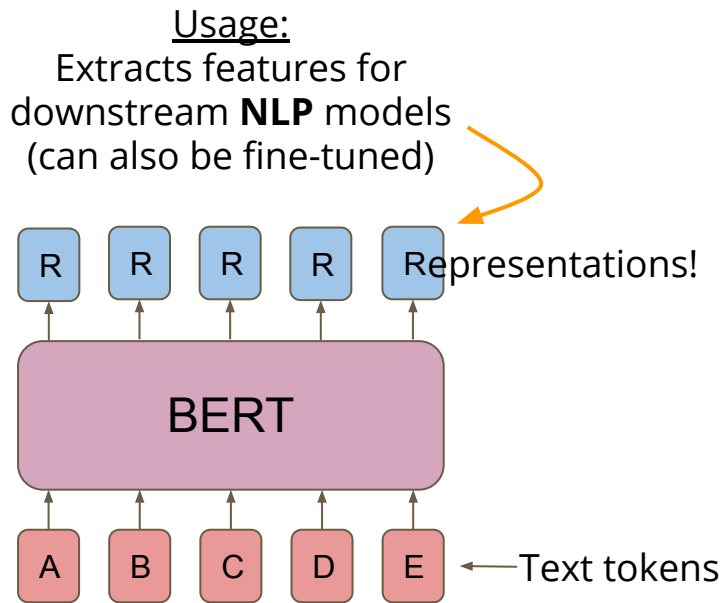 Usage:
Extracts features for
downstream NLP models
(can also be fine-tuned)
R R R R Representations!
BERT
A B C D E Text tokens